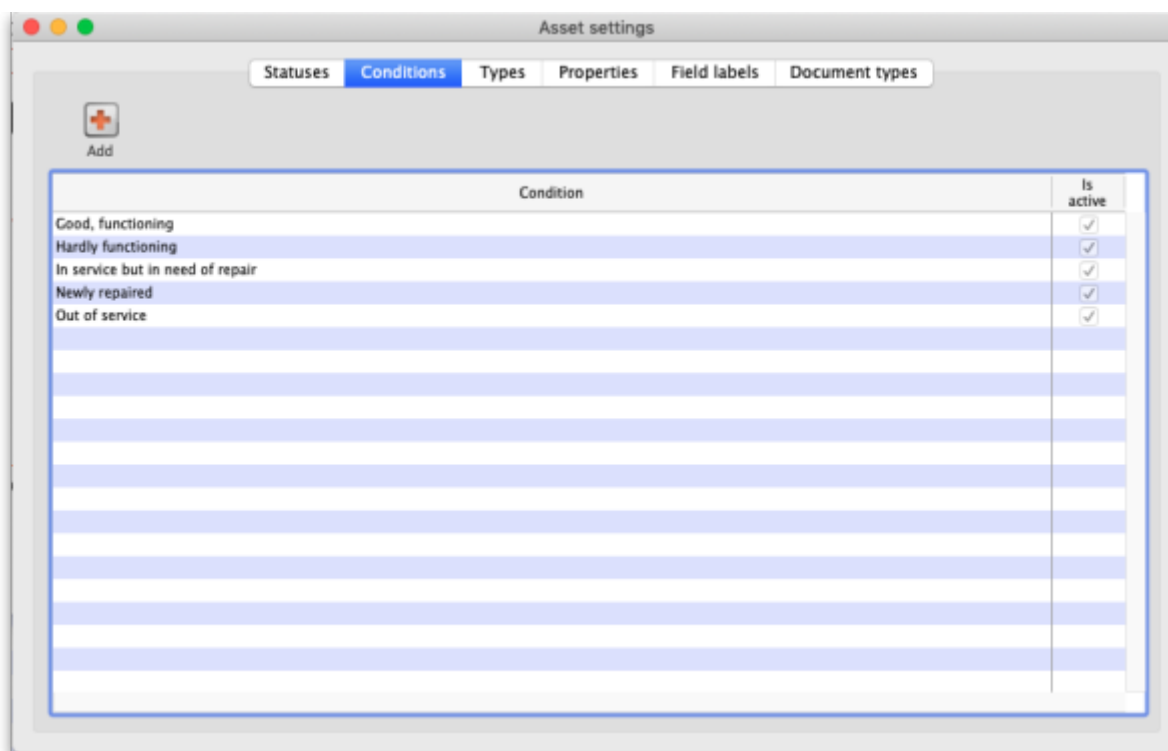 Asset settings
Statuses Conditions Types Properties Field labels Document types
Add
Condition Is active
Good, functioning
Hardly functioning
In service but in need of repair
Newly repaired
Out of service